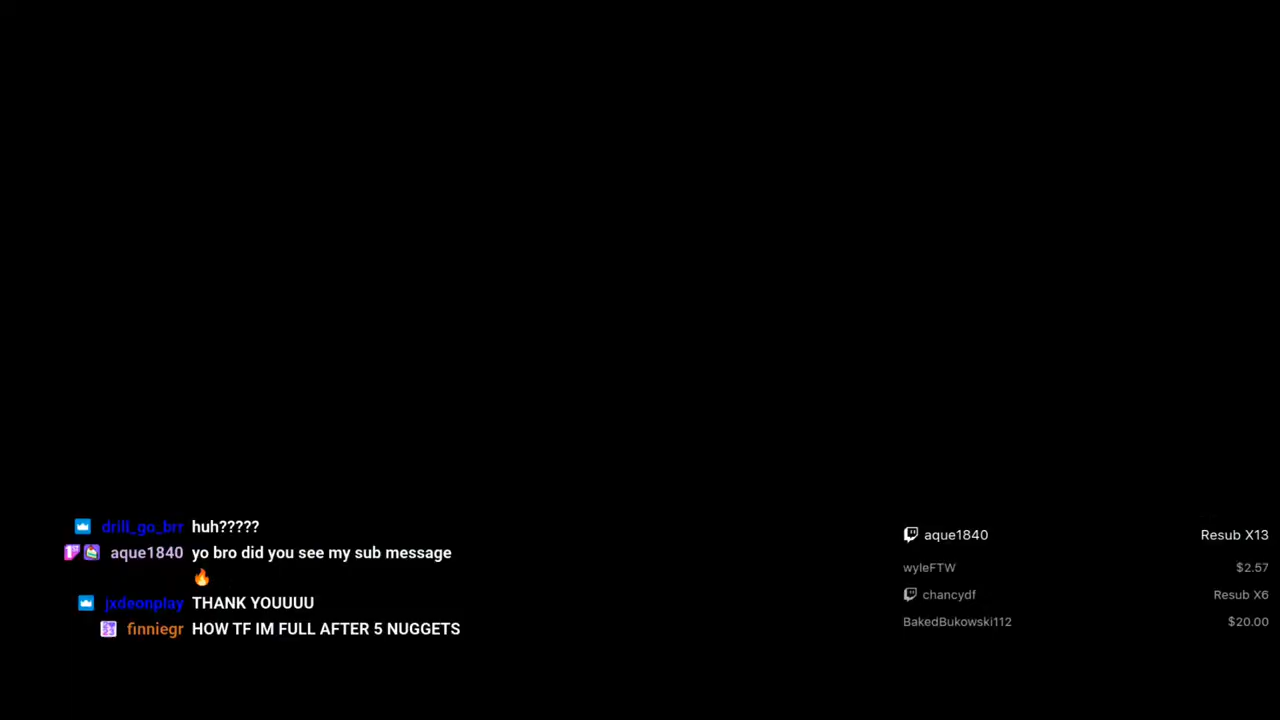 drill_go_brr huh?????
aque1840 yo bro did you see my sub message
🔥
jxdeonplay THANK YOUUUU
finniegr HOW TF IM FULL AFTER 5 NUGGETS
aque1840 Resub X13
wyleFTW $2.57
chancydf Resub X6
BakedBukowski112 $20.00